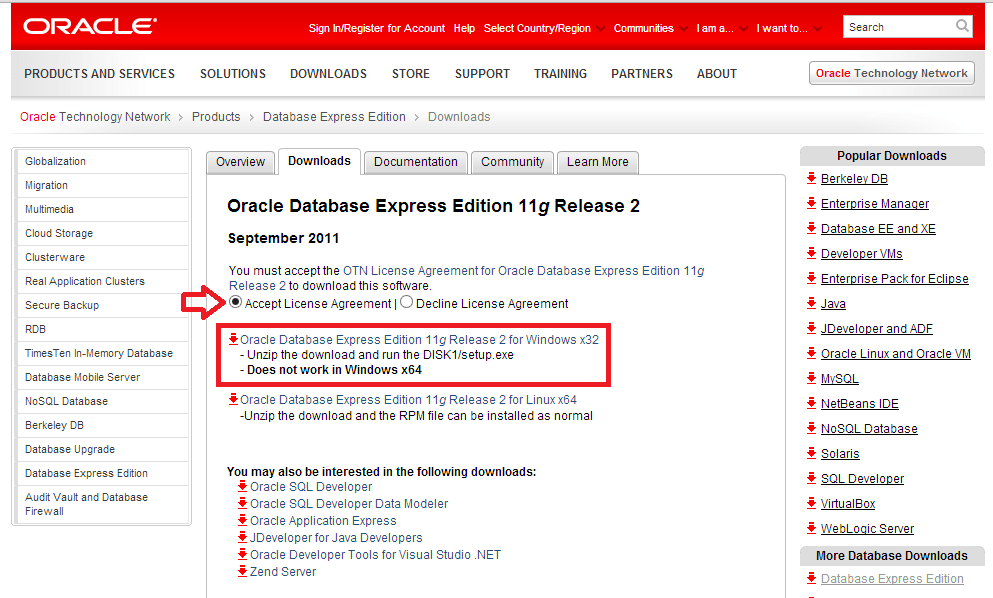 ORACLE
Sign In/Register for Account Help Select Country/Region Communities I am a... I want to... Search
PRODUCTS AND SERVICES SOLUTIONS DOWNLOADS STORE SUPPORT TRAINING PARTNERS ABOUT Oracle Technology Network
Oracle Technology Network > Products > Database Express Edition > Downloads
Globalization
Migration
Multimedia
Cloud Storage
Clusterware
Real Application Clusters
Secure Backup
RDB
TimesTen In-Memory Database
Database Mobile Server
NoSQL Database
Berkeley DB
Database Upgrade
Database Express Edition
Audit Vault and Database
Firewall
Overview Downloads Documentation Community Learn More
Oracle Database Express Edition 11g Release 2
September 2011
You must accept the OTN License Agreement for Oracle Database Express Edition 11g
Release 2 to download this software.
Accept License Agreement | Decline License Agreement
Oracle Database Express Edition 11g Release 2 for Windows x32
- Unzip the download and run the DISK1/setup.exe
- Does not work in Windows x64
Oracle Database Express Edition 11g Release 2 for Linux x64
-Unzip the download and the RPM file can be installed as normal
You may also be interested in the following downloads:
Oracle SQL Developer
Oracle SQL Developer Data Modeler
Oracle Application Express
JDeveloper for Java Developers
Oracle Developer Tools for Visual Studio .NET
Zend Server
Popular Downloads
Berkeley DB
Enterprise Manager
Database EE and XE
Developer VMs
Enterprise Pack for Eclipse
Java
JDeveloper and ADF
Oracle Linux and Oracle VM
MySQL
NetBeans IDE
NoSQL Database
Solaris
SQL Developer
VirtualBox
WebLogic Server
More Database Downloads
Database Express Edition